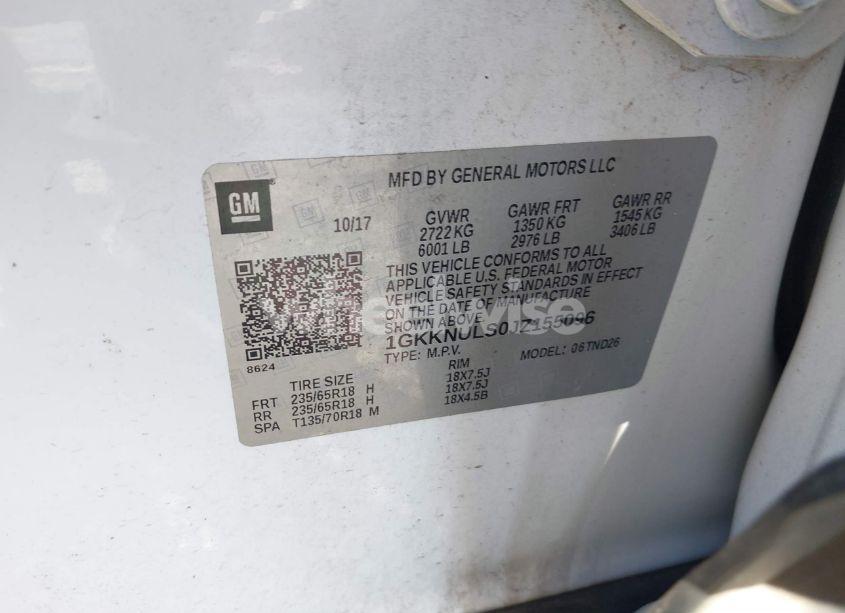 MFD BY GENERAL MOTORS LLC
GM
10/17
GVWR GAWR FRT GAWR RR
2722 KG 1350 KG 1545 KG
6001 LB 2976 LB 3406 LB
THIS VEHICLE CONFORMS TO ALL
APPLICABLE U.S. FEDERAL MOTOR
VEHICLE SAFETY STANDARDS IN EFFECT
ON THE DATE OF MANUFACTURE
SHOWN ABOVE.
1GKKNULS0JZ155096
TYPE: M.P.V. MODEL: 06TND26
8624
TIRE SIZE RIM
FRT 235/65R18 H 18X7.5J
RR 235/65R18 H 18X7.5J
SPA T135/70R18 M 18X4.5B